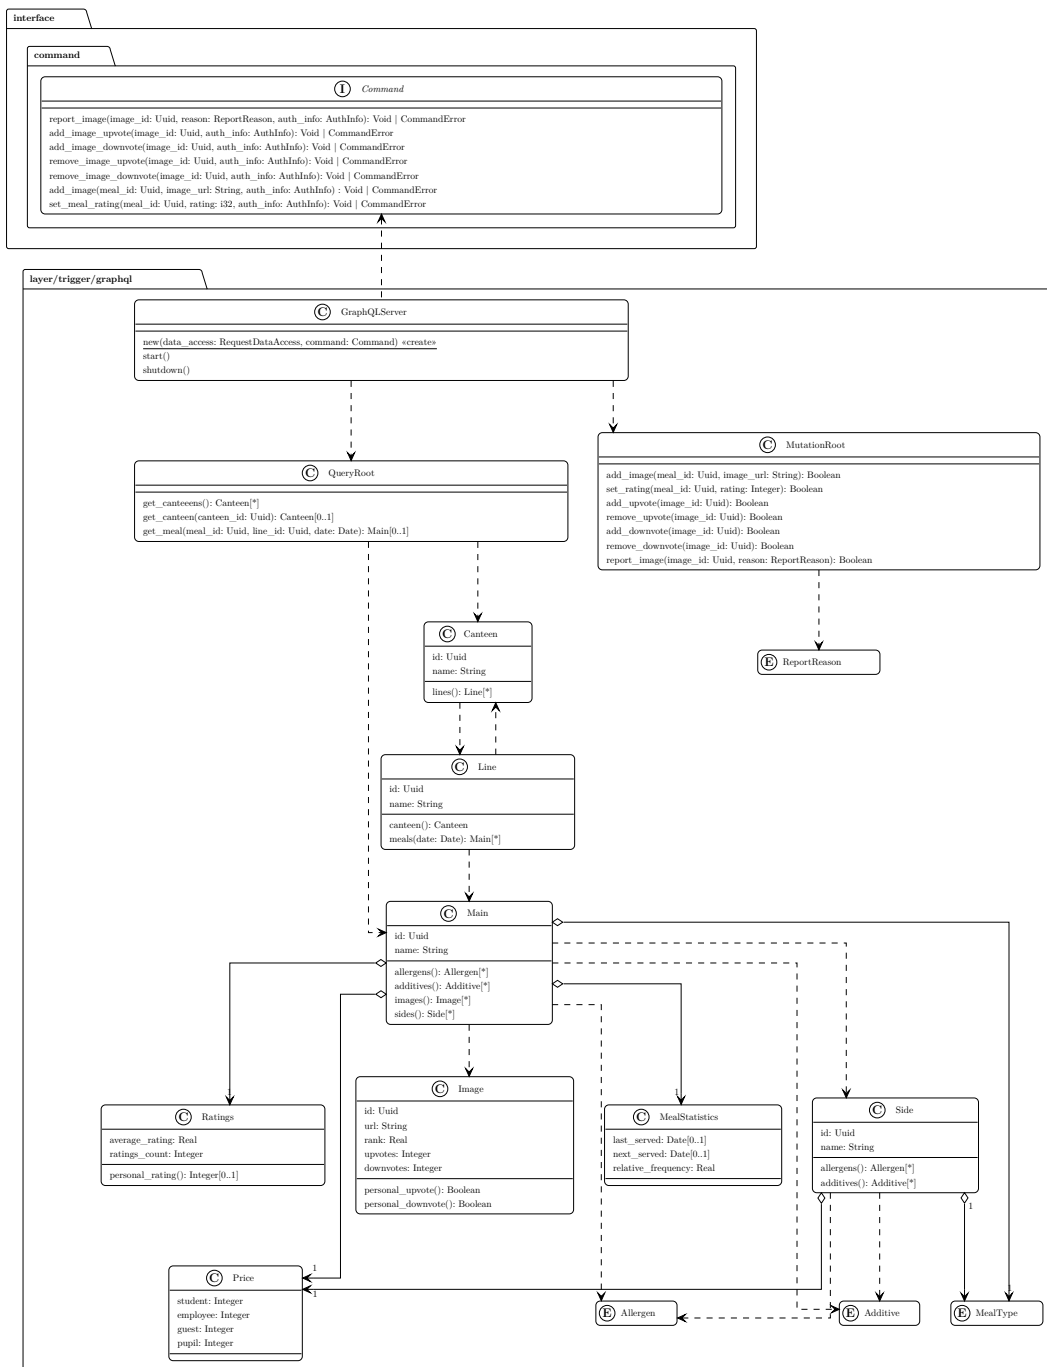 interface
command
I Command
report_image(image_id: Uuid, reason: ReportReason, auth_info: AuthInfo): Void | CommandError
add_image_upvote(image_id: Uuid, auth_info: AuthInfo): Void | CommandError
add_image_downvote(image_id: Uuid, auth_info: AuthInfo): Void | CommandError
remove_image_upvote(image_id: Uuid, auth_info: AuthInfo): Void | CommandError
remove_image_downvote(image_id: Uuid, auth_info: AuthInfo): Void | CommandError
add_image(meal_id: Uuid, image_url: String, auth_info: AuthInfo) : Void | CommandError
set_meal_rating(meal_id: Uuid, rating: i32, auth_info: AuthInfo): Void | CommandError
layer/trigger/graphql
C GraphQLServer
new(data_access: RequestDataAccess, command: Command) «create»
start()
shutdown()
C MutationRoot
add_image(meal_id: Uuid, image_url: String): Boolean
set_rating(meal_id: Uuid, rating: Integer): Boolean
add_upvote(image_id: Uuid): Boolean
remove_upvote(image_id: Uuid): Boolean
add_downvote(image_id: Uuid): Boolean
remove_downvote(image_id: Uuid): Boolean
report_image(image_id: Uuid, reason: ReportReason): Boolean
C QueryRoot
get_canteeens(): Canteen[*]
get_canteen(canteen_id: Uuid): Canteen[0..1]
get_meal(meal_id: Uuid, line_id: Uuid, date: Date): Main[0..1]
C Canteen
id: Uuid
name: String
lines(): Line[*]
E ReportReason
C Line
id: Uuid
name: String
canteen(): Canteen
meals(date: Date): Main[*]
C Main
id: Uuid
name: String
allergens(): Allergen[*]
additives(): Additive[*]
images(): Image[*]
sides(): Side[*]
1
C Ratings
average_rating: Real
ratings_count: Integer
personal_rating(): Integer[0..1]
C Image
id: Uuid
url: String
rank: Real
upvotes: Integer
downvotes: Integer
personal_upvote(): Boolean
personal_downvote(): Boolean
1
C MealStatistics
last_served: Date[0..1]
next_served: Date[0..1]
relative_frequency: Real
C Side
id: Uuid
name: String
allergens(): Allergen[*]
additives(): Additive[*]
1
1
1
1
C Price
student: Integer
employee: Integer
guest: Integer
pupil: Integer
E Allergen
E Additive
E MealType